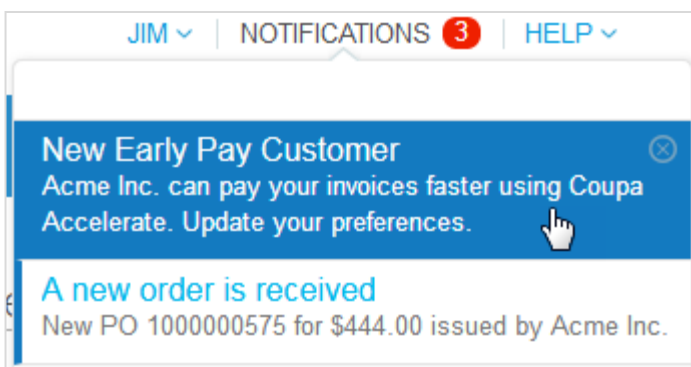 JIM NOTIFICATIONS 3 HELP
New Early Pay Customer
Acme Inc. can pay your invoices faster using Coupa
Accelerate. Update your preferences.
A new order is received
New PO 1000000575 for $444.00 issued by Acme Inc.